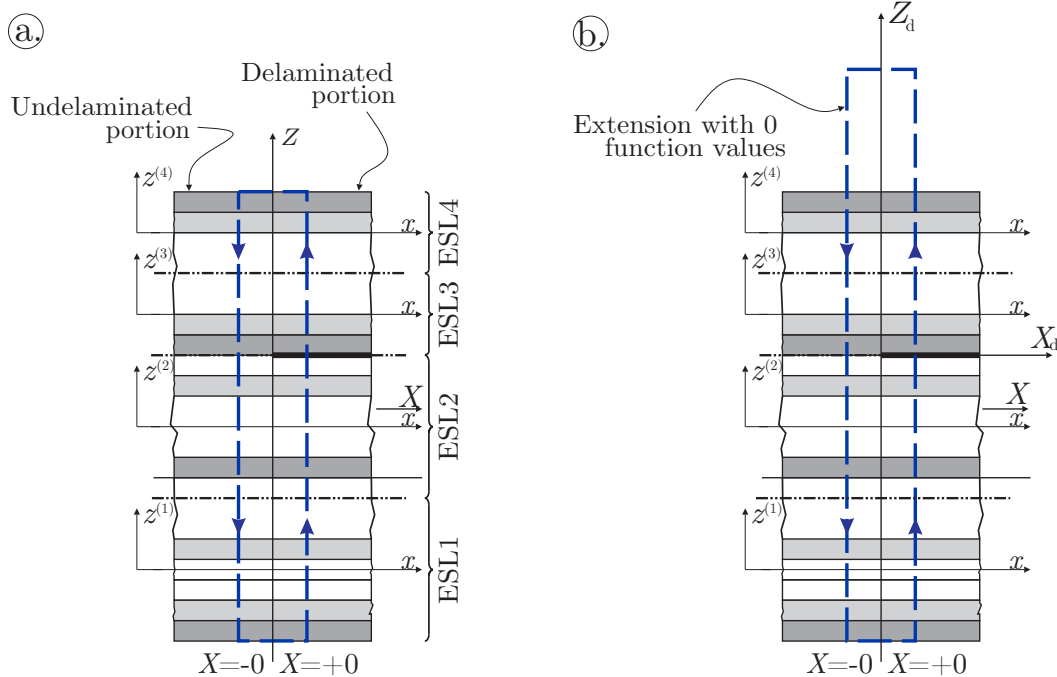 a.
Undelaminated
portion
Delaminated
portion
Z
z(4)
x
ESL4
z(3)
x
ESL3
z(2)
X
x
ESL2
z(1)
x
ESL1
X=-0 X=+0
b.
Zd
Extension with 0
function values
z(4)
x
z(3)
x
Xd
z(2)
X
x
z(1)
x
X=-0 X=+0